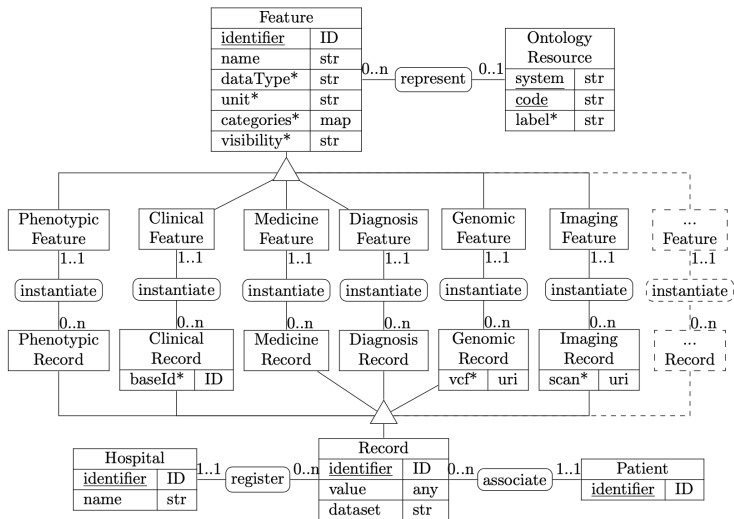 Feature
identifier ID
name str
dataType* str
unit* str
categories* map
visibility* str
0..n represent 0..1
Ontology
Resource
system str
code str
label* str
Phenotypic Clinical Medicine Diagnosis Genomic Imaging ...
Feature Feature Feature Feature Feature Feature Feature
1..1 1..1 1..1 1..1 1..1 1..1 1..1
instantiate instantiate instantiate instantiate instantiate instantiate instantiate
0..n 0..n 0..n 0..n 0..n 0..n 0..n
Phenotypic Clinical Medicine Diagnosis Genomic Imaging ...
Record Record Record Record Record Record Record
baseId* ID vcf* uri scan* uri
Hospital
identifier ID
name str
1..1 register 0..n
Record
identifier ID
value any
dataset str
0..n associate 1..1
Patient
identifier ID